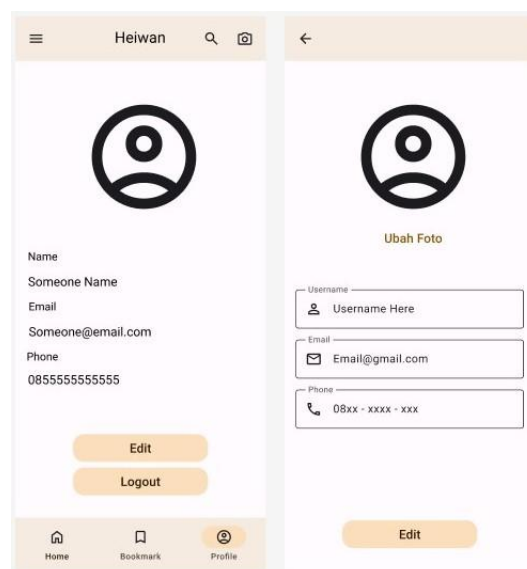 Heiwan
Name
Someone Name
Email
Someone@email.com
Phone
0855555555555
Edit
Logout
Home
Bookmark
Profile
Ubah Foto
Username
Username Here
Email
Email@gmail.com
Phone
08xx - xxxx - xxx
Edit